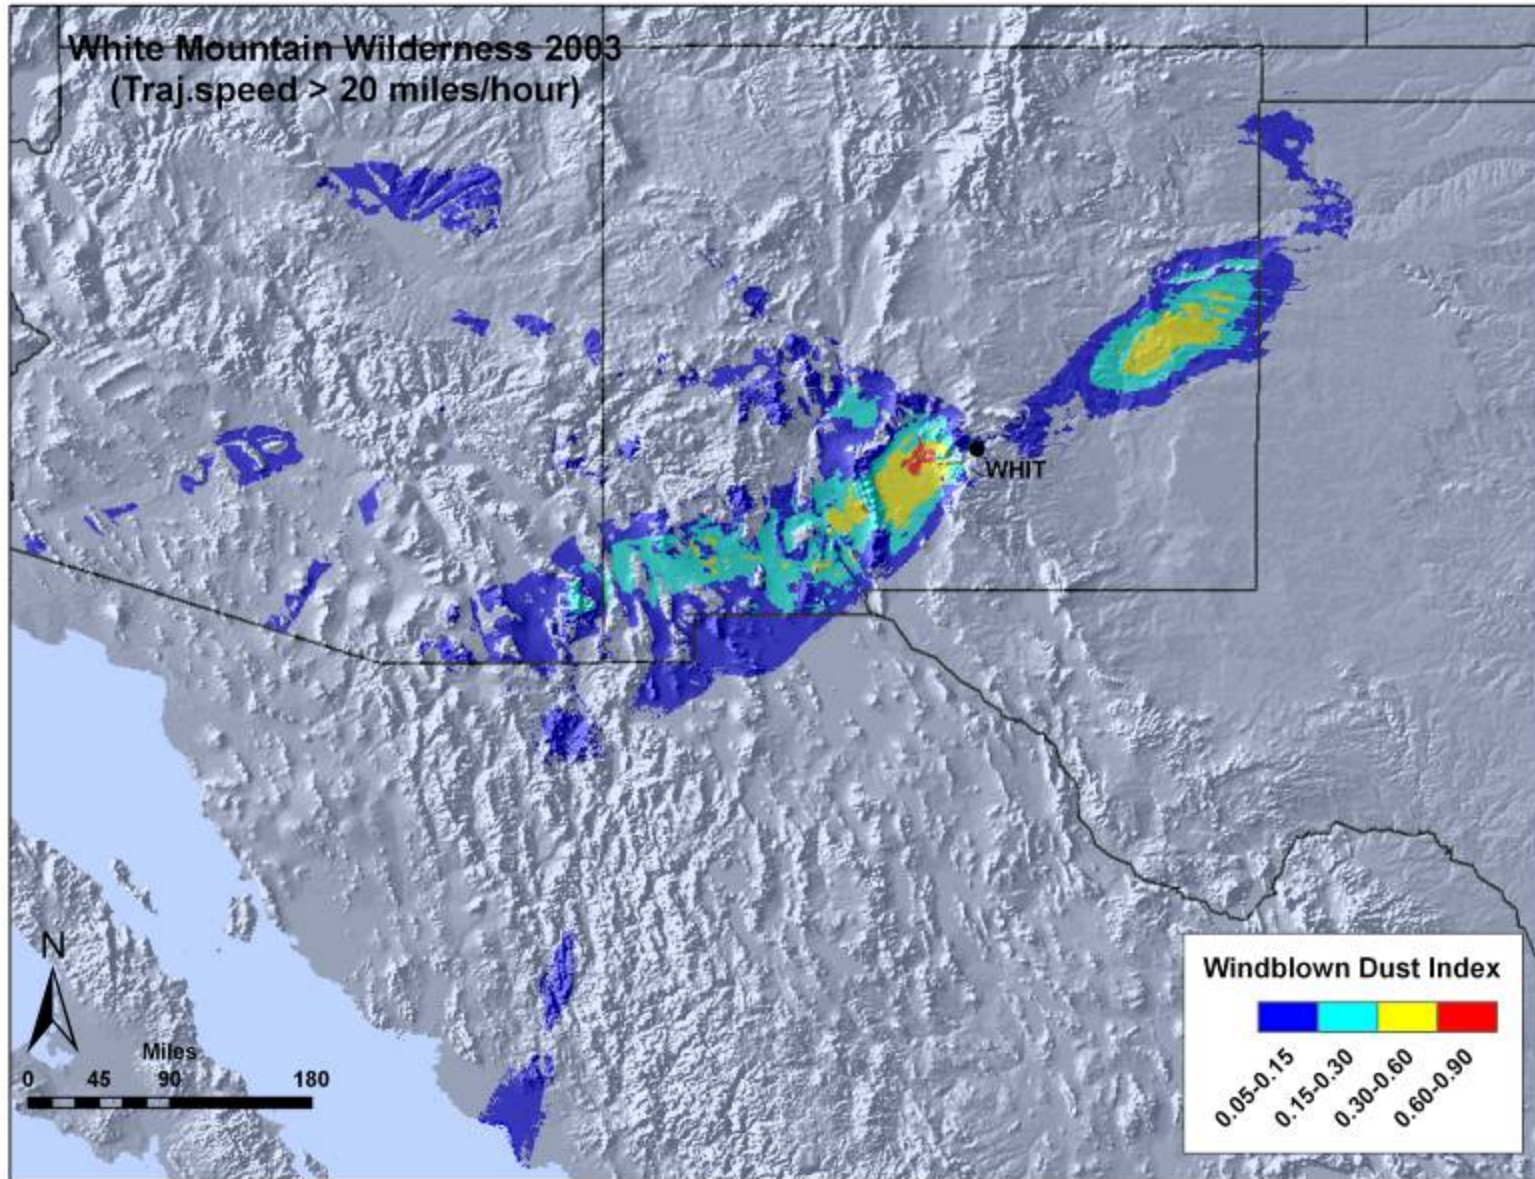 White Mountain Wilderness 2003
(Traj.speed > 20 miles/hour)
WHIT
N
Miles
0 45 90 180
Windblown Dust Index
0.05-0.15 0.15-0.30 0.30-0.60 0.60-0.90